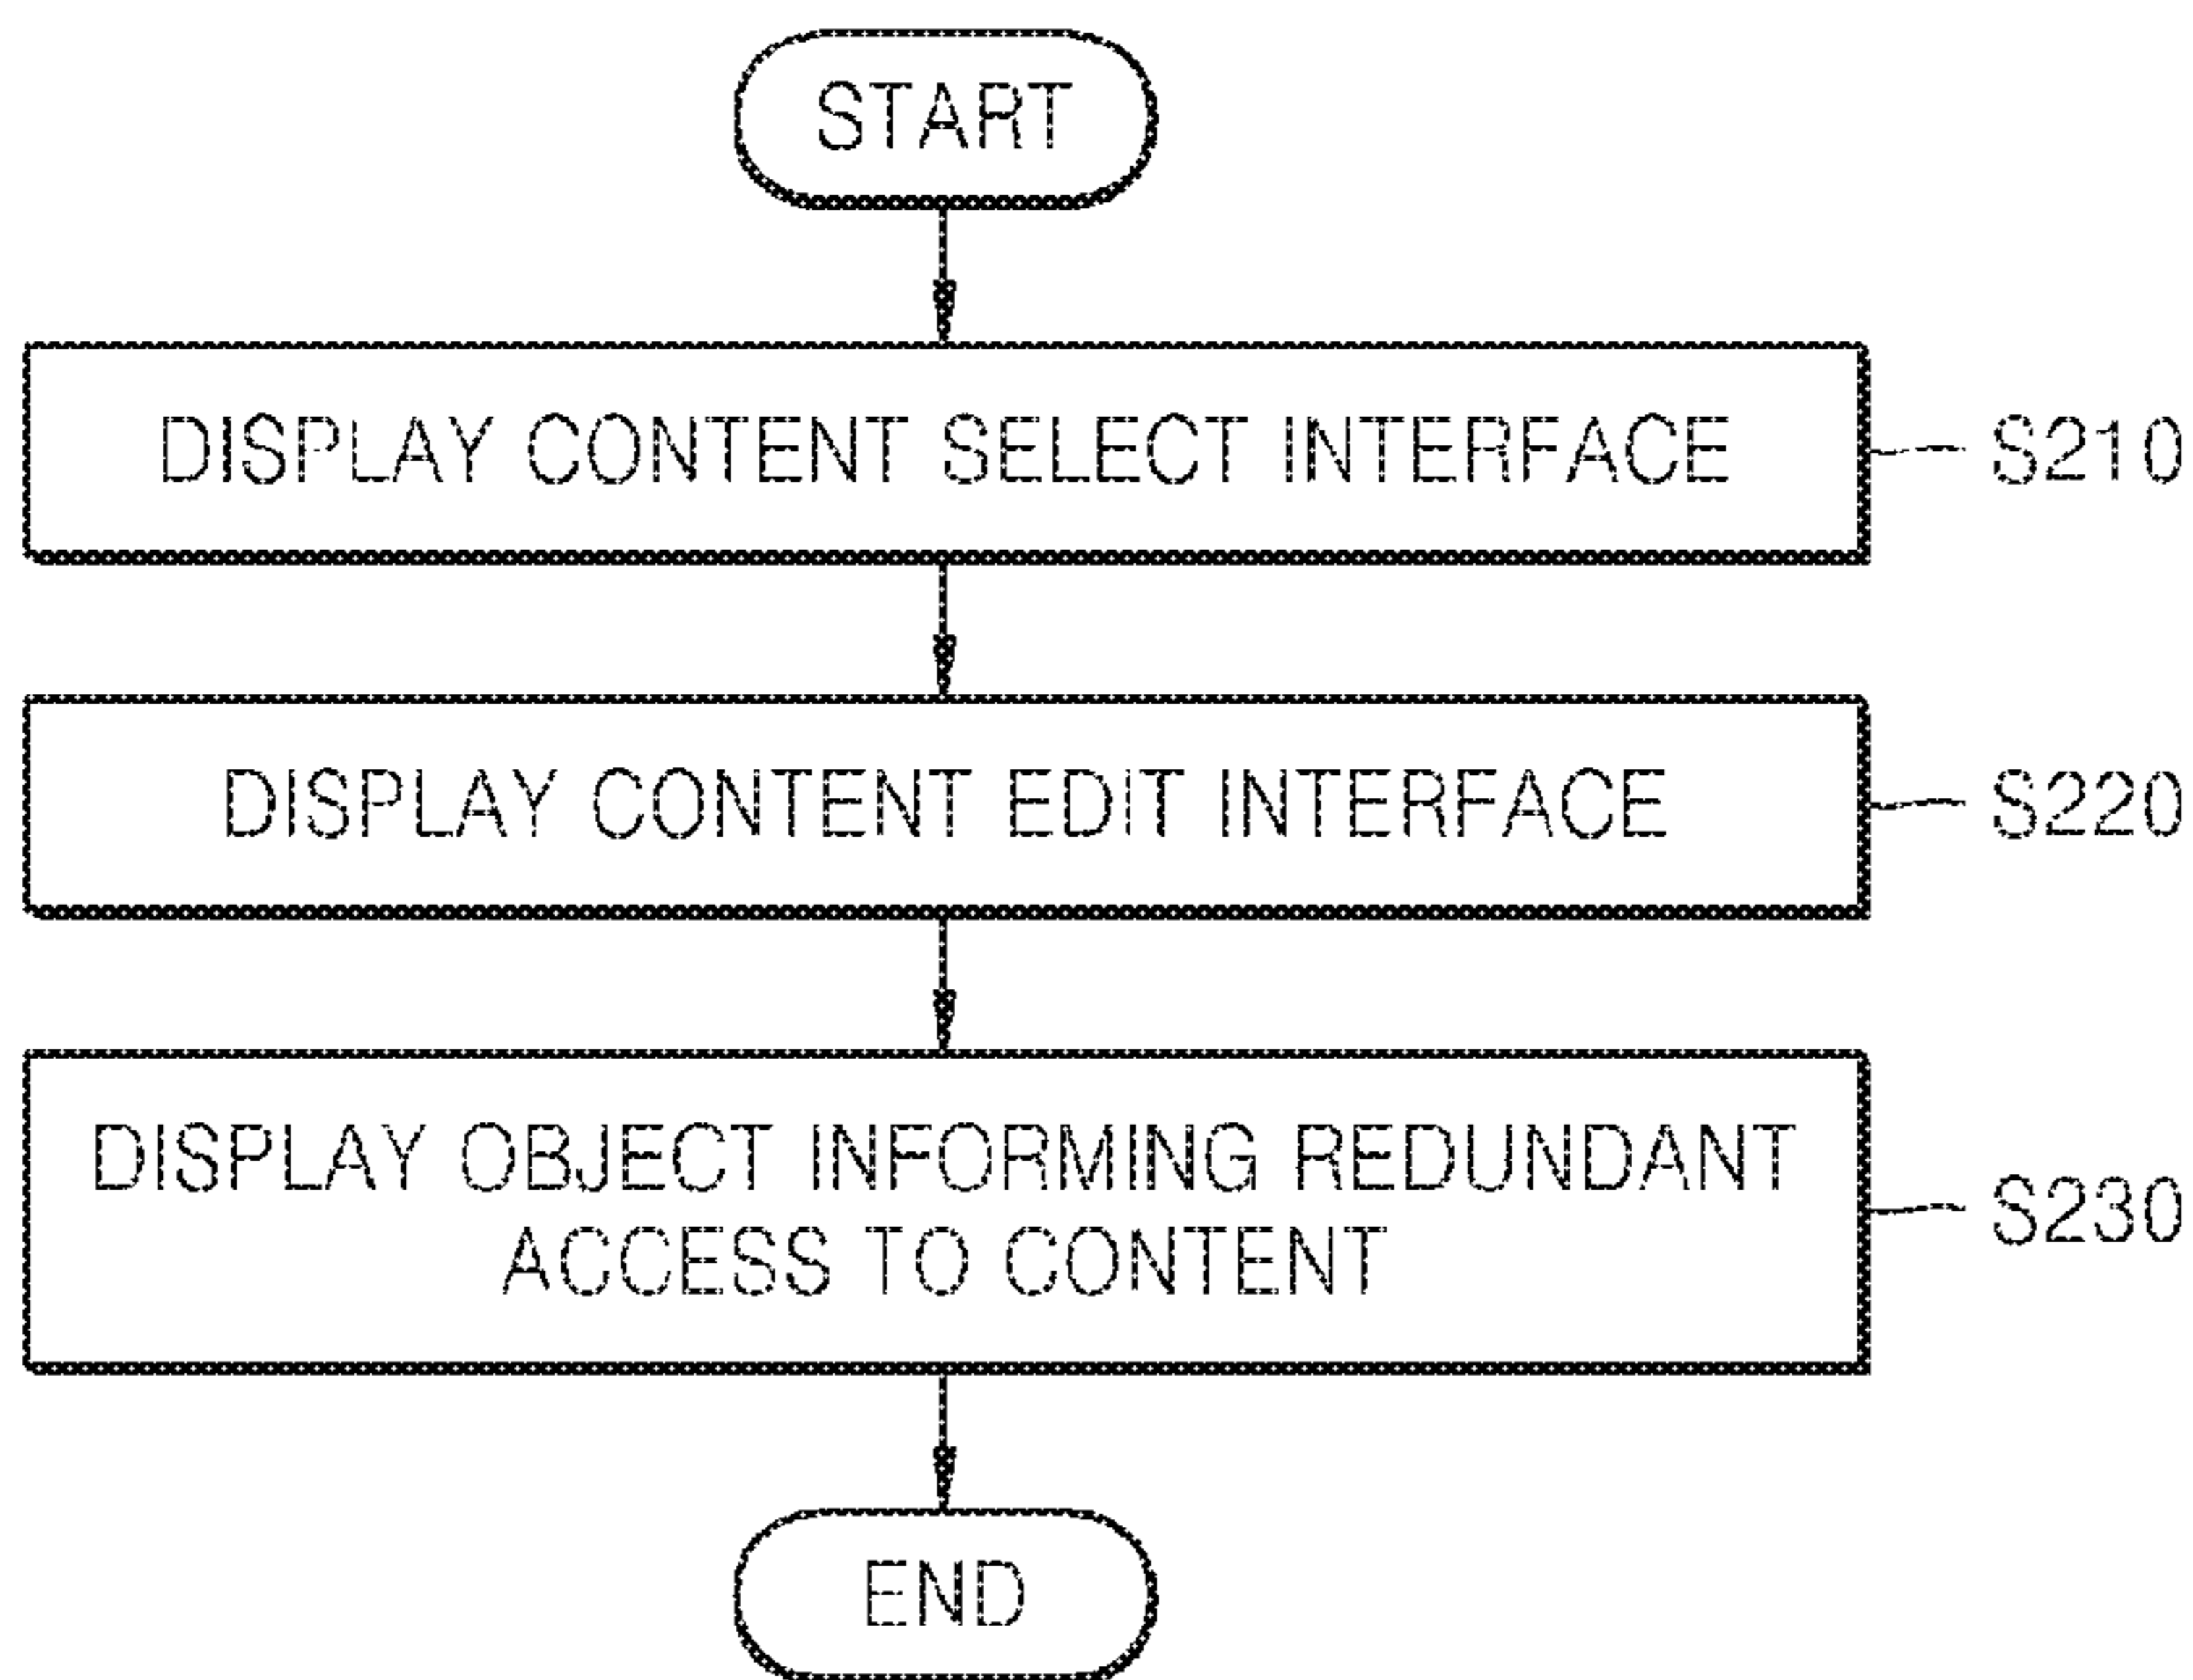 START
DISPLAY CONTENT SELECT INTERFACE
S210
DISPLAY CONTENT EDIT INTERFACE
S220
DISPLAY OBJECT INFORMING REDUNDANT
ACCESS TO CONTENT
S230
END